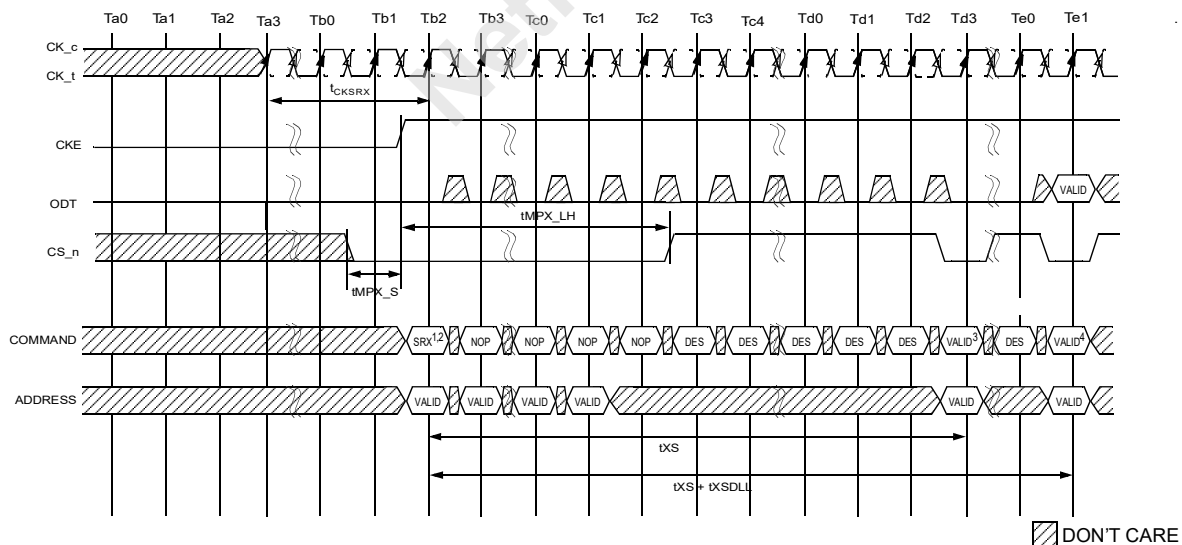 Ta0 Ta1 Ta2 Ta3 Tb0 Tb1 Tb2 Tb3 Tc0 Tc1 Tc2 Tc3 Tc4 Td0 Td1 Td2 Td3 Te0 Te1 .
CK_c
CK_t
tCKSRX
CKE
ODT
VALID
tMPX_LH
CS_n
tMPX_S
COMMAND SRX1,2 NOP NOP NOP NOP DES DES DES DES DES VALID3 DES VALID4
ADDRESS VALID VALID VALID VALID VALID VALID
tXS
tXS + tXSDLL
DON'T CARE